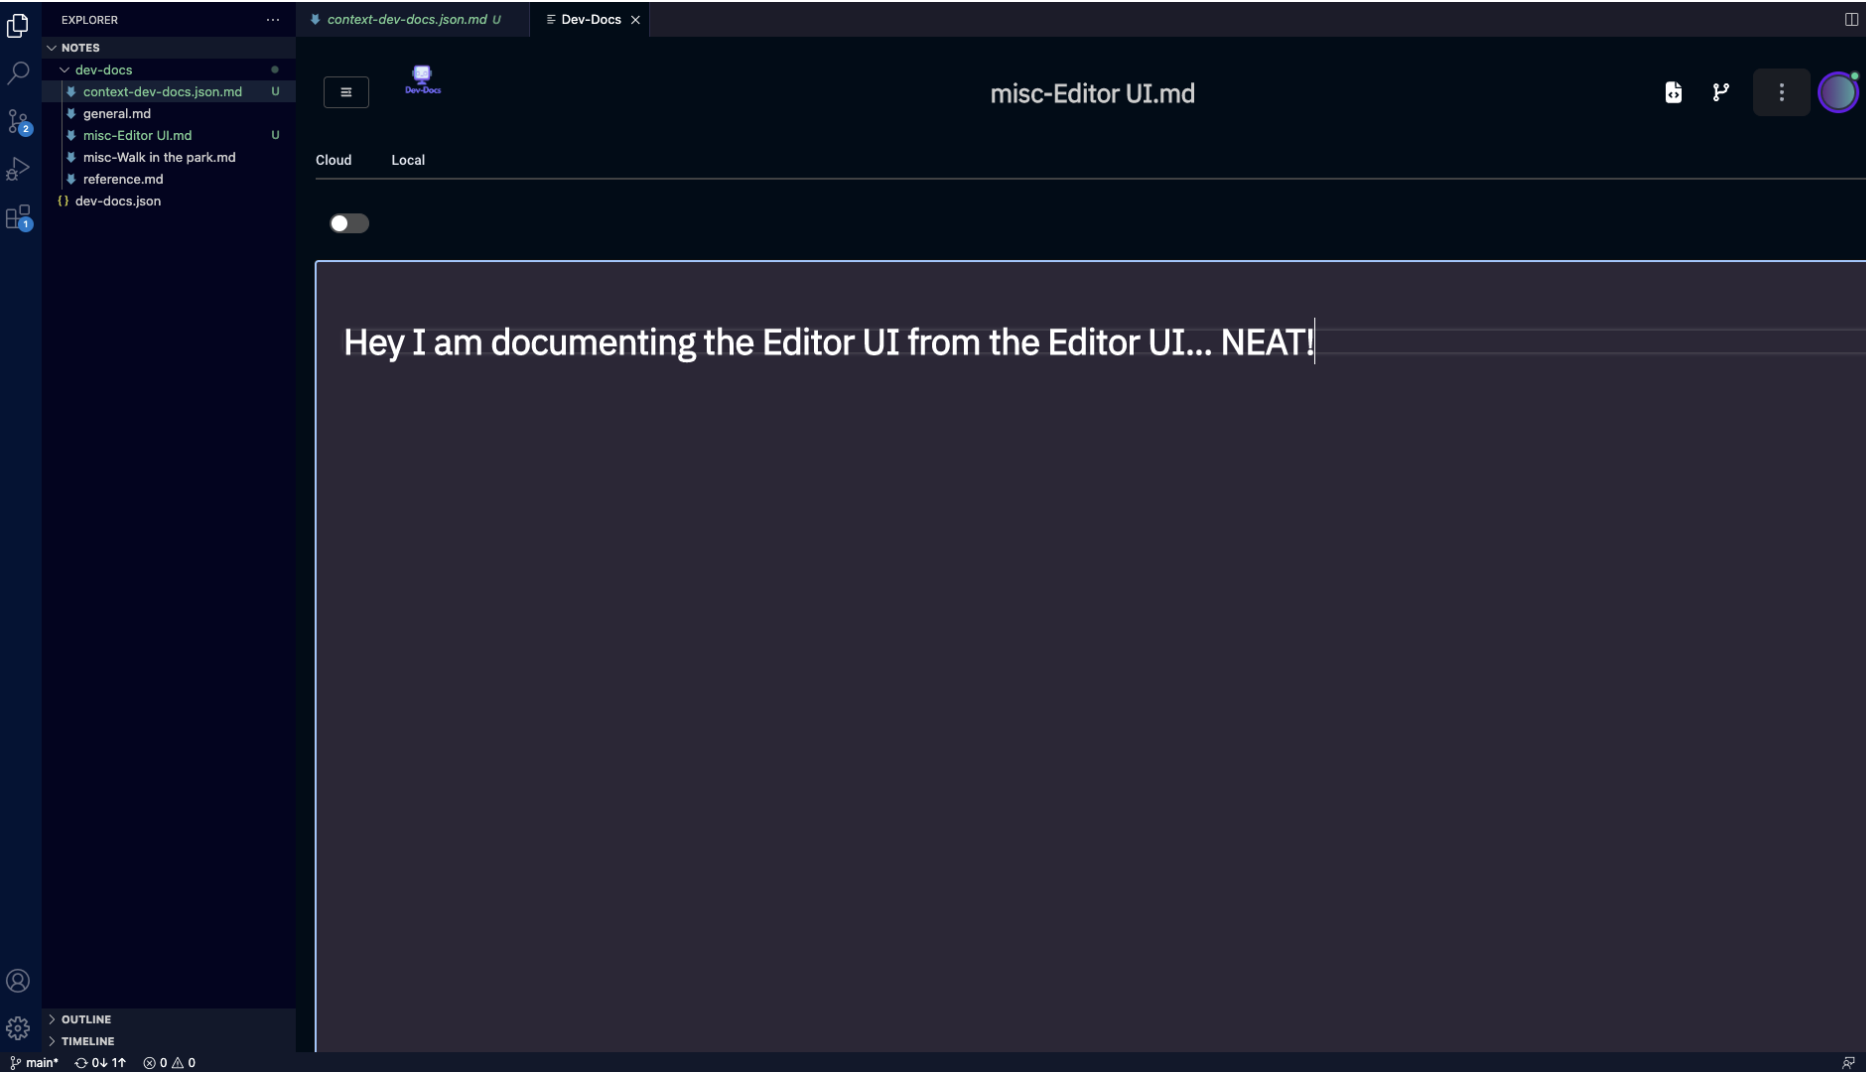 EXPLORER
NOTES
dev-docs
context-dev-docs.json.md U
general.md
misc-Editor UI.md U
misc-Walk in the park.md
reference.md
{} dev-docs.json
OUTLINE
TIMELINE
2
1
context-dev-docs.json.md U
Dev-Docs
Dev-Docs
misc-Editor UI.md
Cloud Local
Hey I am documenting the Editor UI from the Editor UI... NEAT!
main* 0↓ 1↑ 0 0